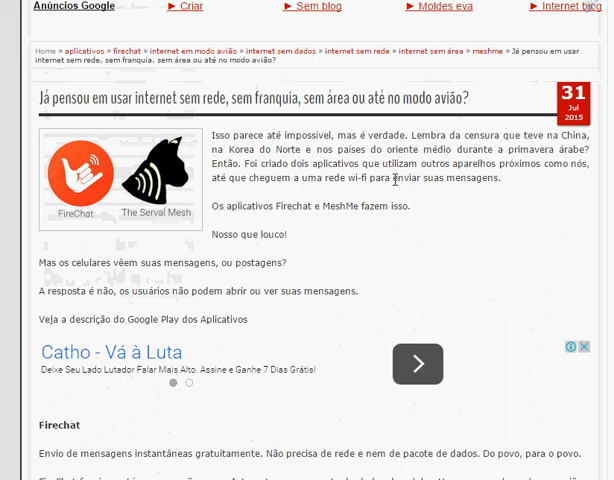 Anúncios Google ► Criar ► Sem blog ► Moldes eva ► Internet blog
Home » aplicativos » firechat » internet em modo avião » internet sem dados » internet sem rede » internet sem área » meshme » Já pensou em usar
internet sem rede, sem franquia, sem área ou até no modo avião?
Já pensou em usar internet sem rede, sem franquia, sem área ou até no modo avião?
31
Jul
2015
Isso parece até impossível, mas é verdade. Lembra da censura que teve na China,
na Korea do Norte e nos países do oriente médio durante a primavera árabe?
Então. Foi criado dois aplicativos que utilizam outros aparelhos próximos como nós,
até que cheguem a uma rede wi-fi para enviar suas mensagens.
FireChat
The Serval Mesh
Os aplicativos Firechat e MeshMe fazem isso.
Nosso que louco!
Mas os celulares vêem suas mensagens, ou postagens?
A resposta é não, os usuários não podem abrir ou ver suas mensagens.
Veja a descrição do Google Play dos Aplicativos
Catho - Vá à Luta
Deixe Seu Lado Lutador Falar Mais Alto. Assine e Ganhe 7 Dias Grátis!
Firechat
Envio de mensagens instantâneas gratuitamente. Não precisa de rede e nem de pacote de dados. Do povo, para o povo.